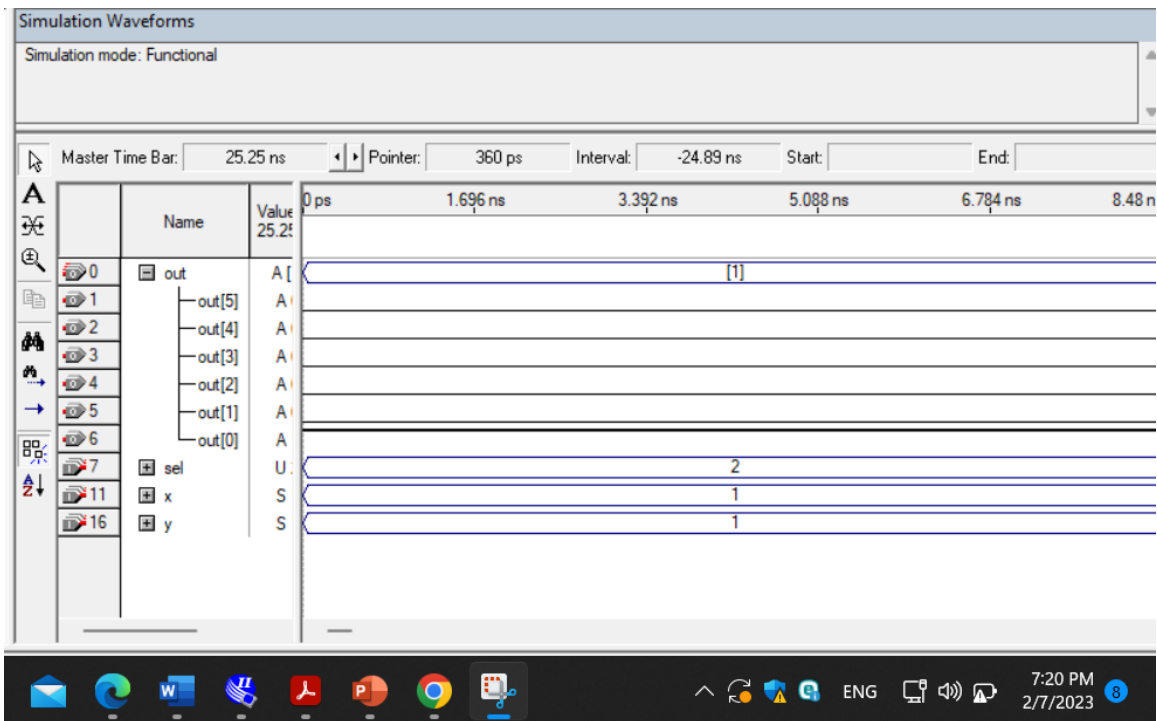 Simulation Waveforms
Simulation mode: Functional
Master Time Bar: 25.25 ns Pointer: 360 ps Interval: -24.89 ns Start: End:
Name Value 25.25 0 ps 1.696 ns 3.392 ns 5.088 ns 6.784 ns 8.48 n
0 out A [ [1]
1 out[5] A
2 out[4] A
3 out[3] A
4 out[2] A
5 out[1] A
6 out[0] A
7 sel U 2
11 x S 1
16 y S 1
ENG 7:20 PM
2/7/2023 8